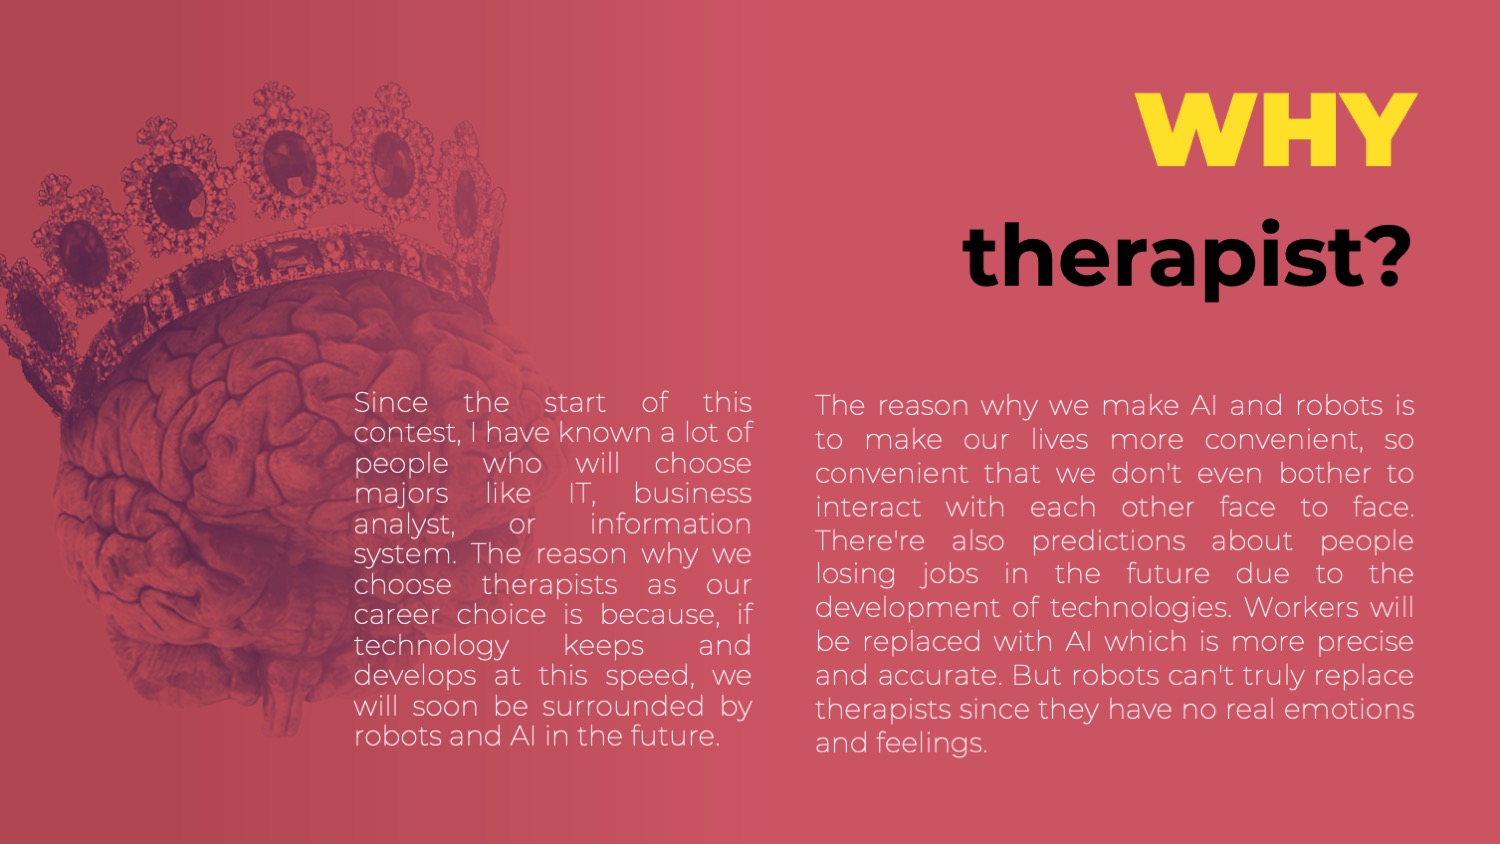 WHY
therapist?
Since the start of this
contest, I have known a lot of
people who will choose
majors like IT, business
analyst, or information
system. The reason why we
choose therapists as our
career choice is because, if
technology keeps and
develops at this speed, we
will soon be surrounded by
robots and AI in the future.
The reason why we make AI and robots is
to make our lives more convenient, so
convenient that we don't even bother to
interact with each other face to face.
There're also predictions about people
losing jobs in the future due to the
development of technologies. Workers will
be replaced with AI which is more precise
and accurate. But robots can't truly replace
therapists since they have no real emotions
and feelings.